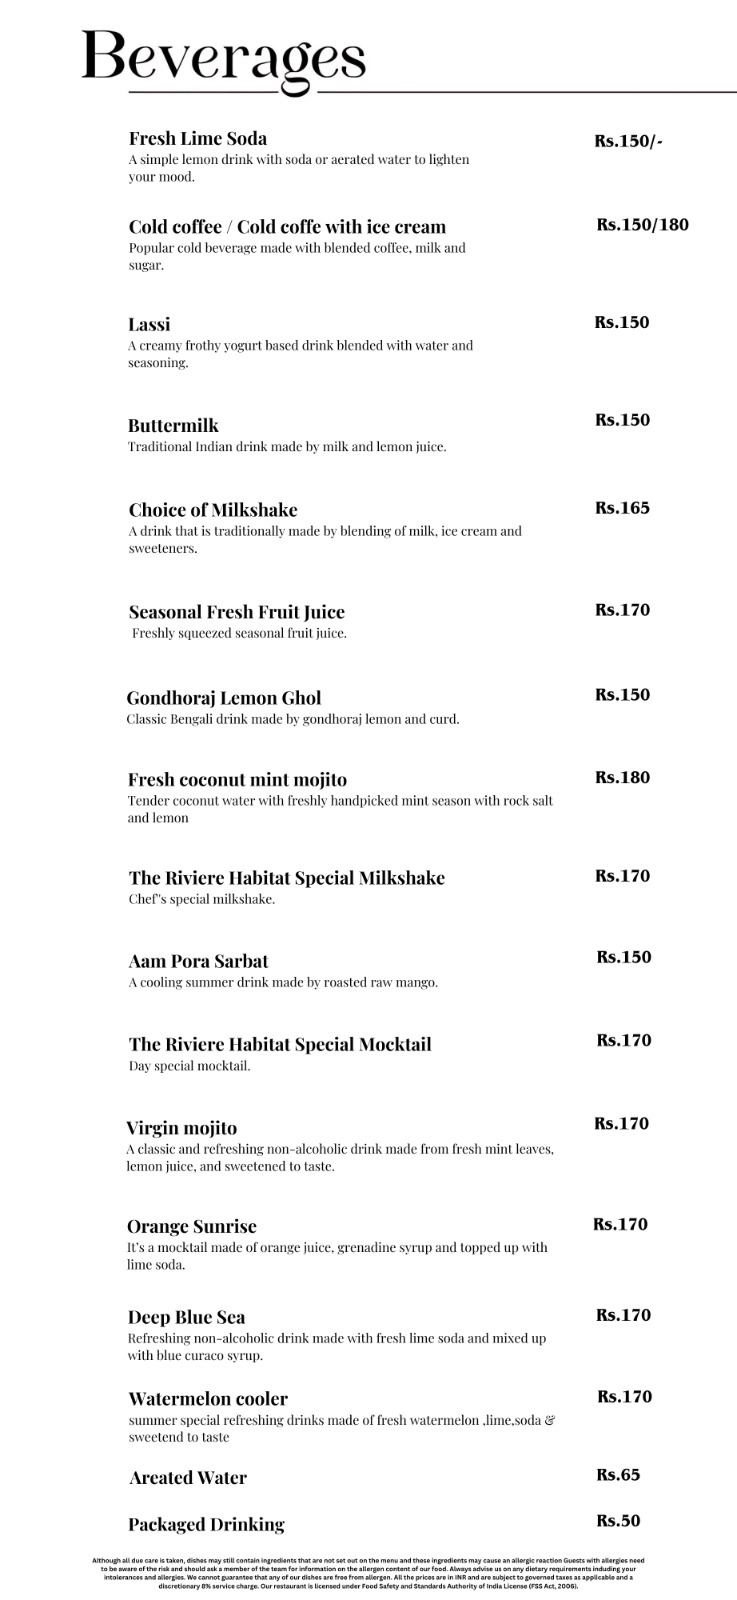 Beverages
Fresh Lime Soda
Rs.150/-
A simple lemon drink with soda or aerated water to lighten
your mood.
Cold coffee / Cold coffe with ice cream
Rs.150/180
Popular cold beverage made with blended coffee, milk and
sugar.
Lassi
Rs.150
A creamy frothy yogurt based drink blended with water and
seasoning.
Buttermilk
Rs.150
Traditional Indian drink made by milk and lemon juice.
Choice of Milkshake
Rs.165
A drink that is traditionally made by blending of milk, ice cream and
sweeteners.
Seasonal Fresh Fruit Juice
Rs.170
Freshly squeezed seasonal fruit juice.
Gondhoraj Lemon Ghol
Rs.150
Classic Bengali drink made by gondhoraj lemon and curd.
Fresh coconut mint mojito
Rs.180
Tender coconut water with freshly handpicked mint season with rock salt
and lemon
The Riviere Habitat Special Milkshake
Rs.170
Chef"s special milkshake.
Aam Pora Sarbat
Rs.150
A cooling summer drink made by roasted raw mango.
The Riviere Habitat Special Mocktail
Rs.170
Day special mocktail.
Virgin mojito
Rs.170
A classic and refreshing non-alcoholic drink made from fresh mint leaves,
lemon juice, and sweetened to taste.
Orange Sunrise
Rs.170
It's a mocktail made of orange juice, grenadine syrup and topped up with
lime soda.
Deep Blue Sea
Rs.170
Refreshing non-alcoholic drink made with fresh lime soda and mixed up
with blue curaco syrup.
Watermelon cooler
Rs.170
summer special refreshing drinks made of fresh watermelon ,lime,soda &
sweetend to taste
Areated Water
Rs.65
Packaged Drinking
Rs.50
Although all due care is taken, dishes may still contain ingredients that are not set out on the menu and these ingredients may cause an allergic reaction Guests with allergies need
to be aware of the risk and should ask a member of the team for information on the allergen content of our food. Always advise us on any dietary requirements including your
intolerances and allergies. We cannot guarantee that any of our dishes are free from allergen. All the prices are in INR and are subject to governed taxes as applicable and a
discretionary 8% service charge. Our restaurant is licensed under Food Safety and Standards Authority of India License (FSS Act, 2006).